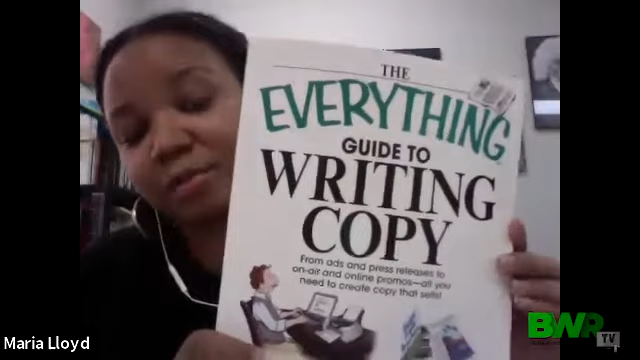 THE
EVERYTHING
GUIDE TO
WRITING
COPY
From ads and press releases to
on-air and online promos—all you
need to create copy that sells!
Maria Lloyd
BWR
TV